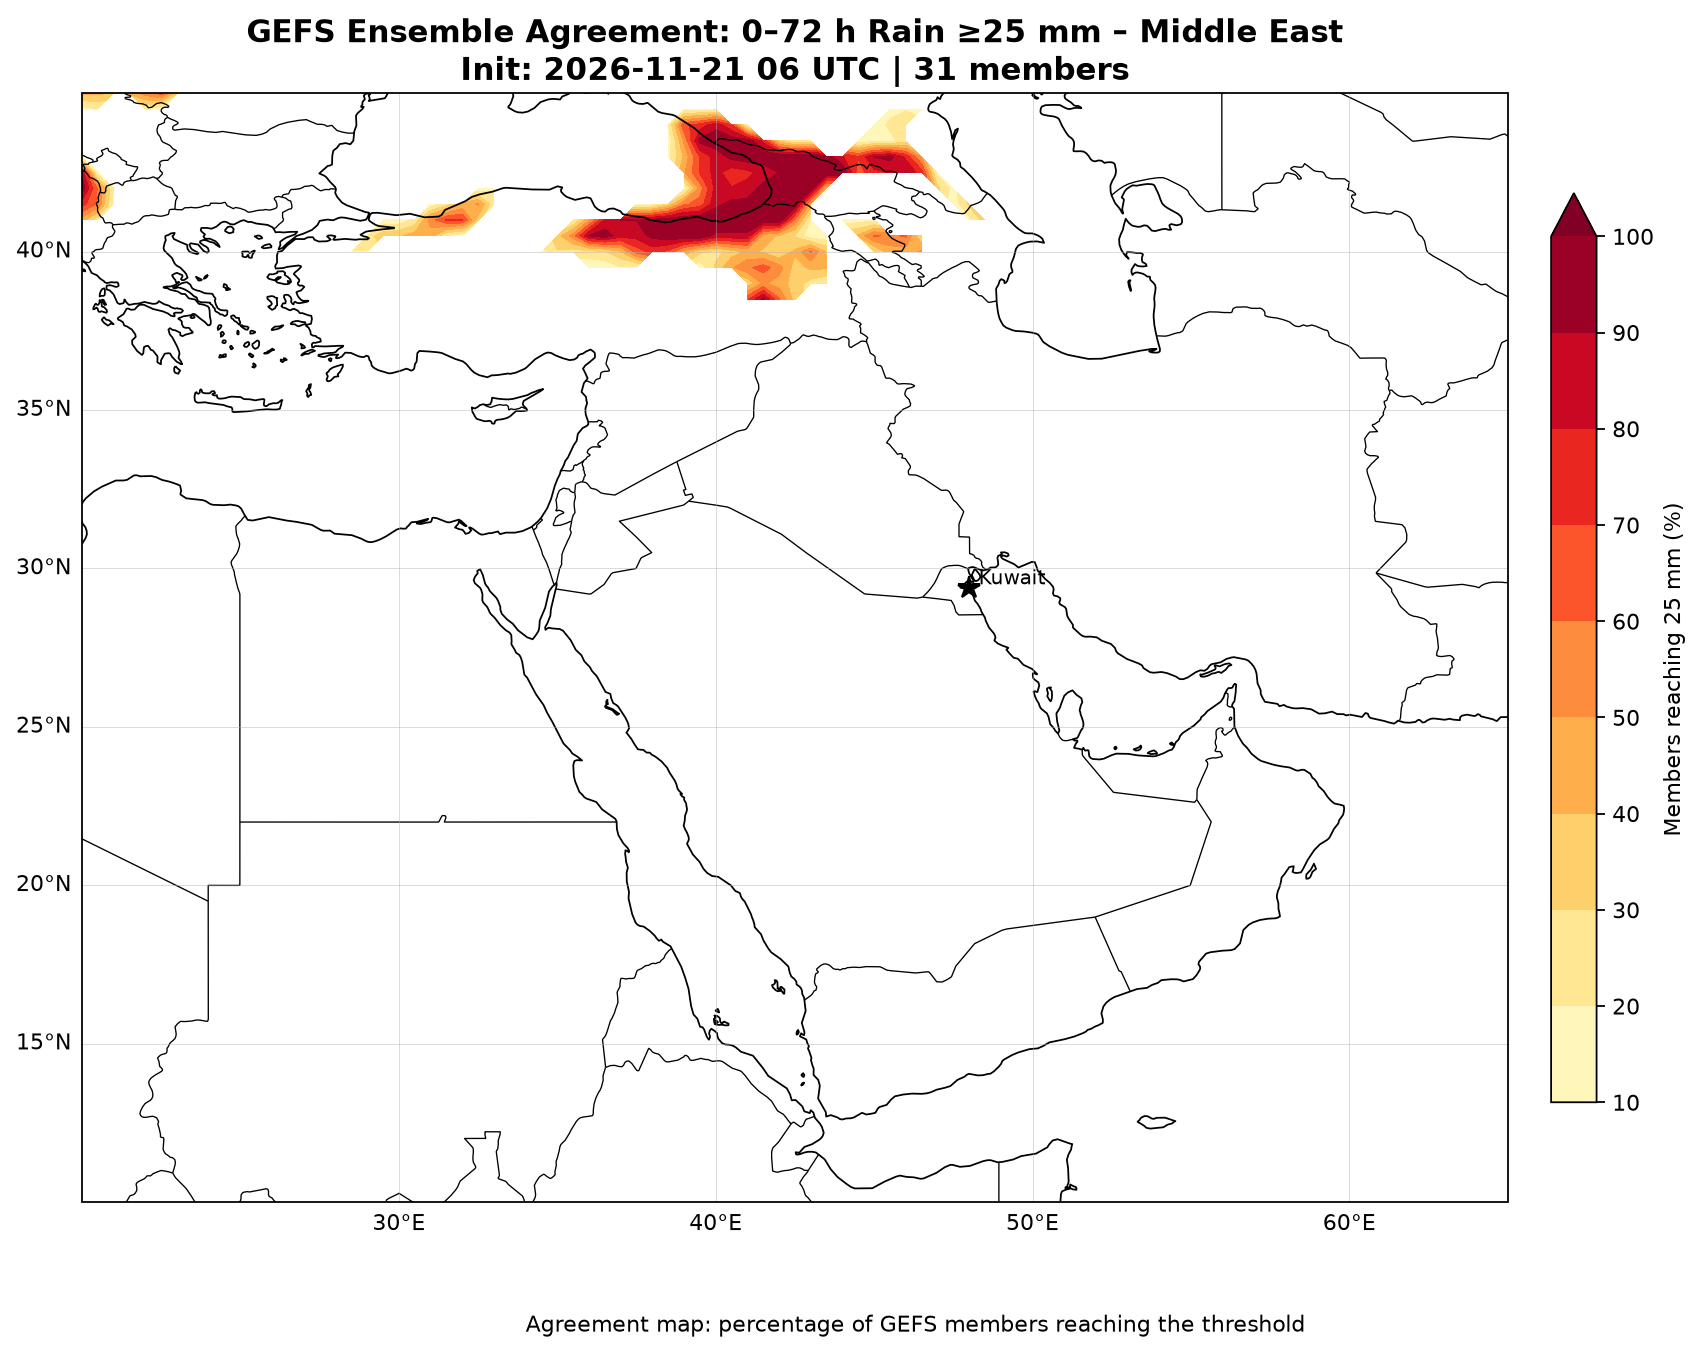 GEFS Ensemble Agreement: 0–72 h Rain ≥25 mm – Middle East
Init: 2026-11-21 06 UTC | 31 members
40°N
35°N
30°N
25°N
20°N
15°N
30°E
40°E
50°E
60°E
Kuwait
100
90
80
70
60
50
40
30
20
10
Members reaching 25 mm (%)
Agreement map: percentage of GEFS members reaching the threshold